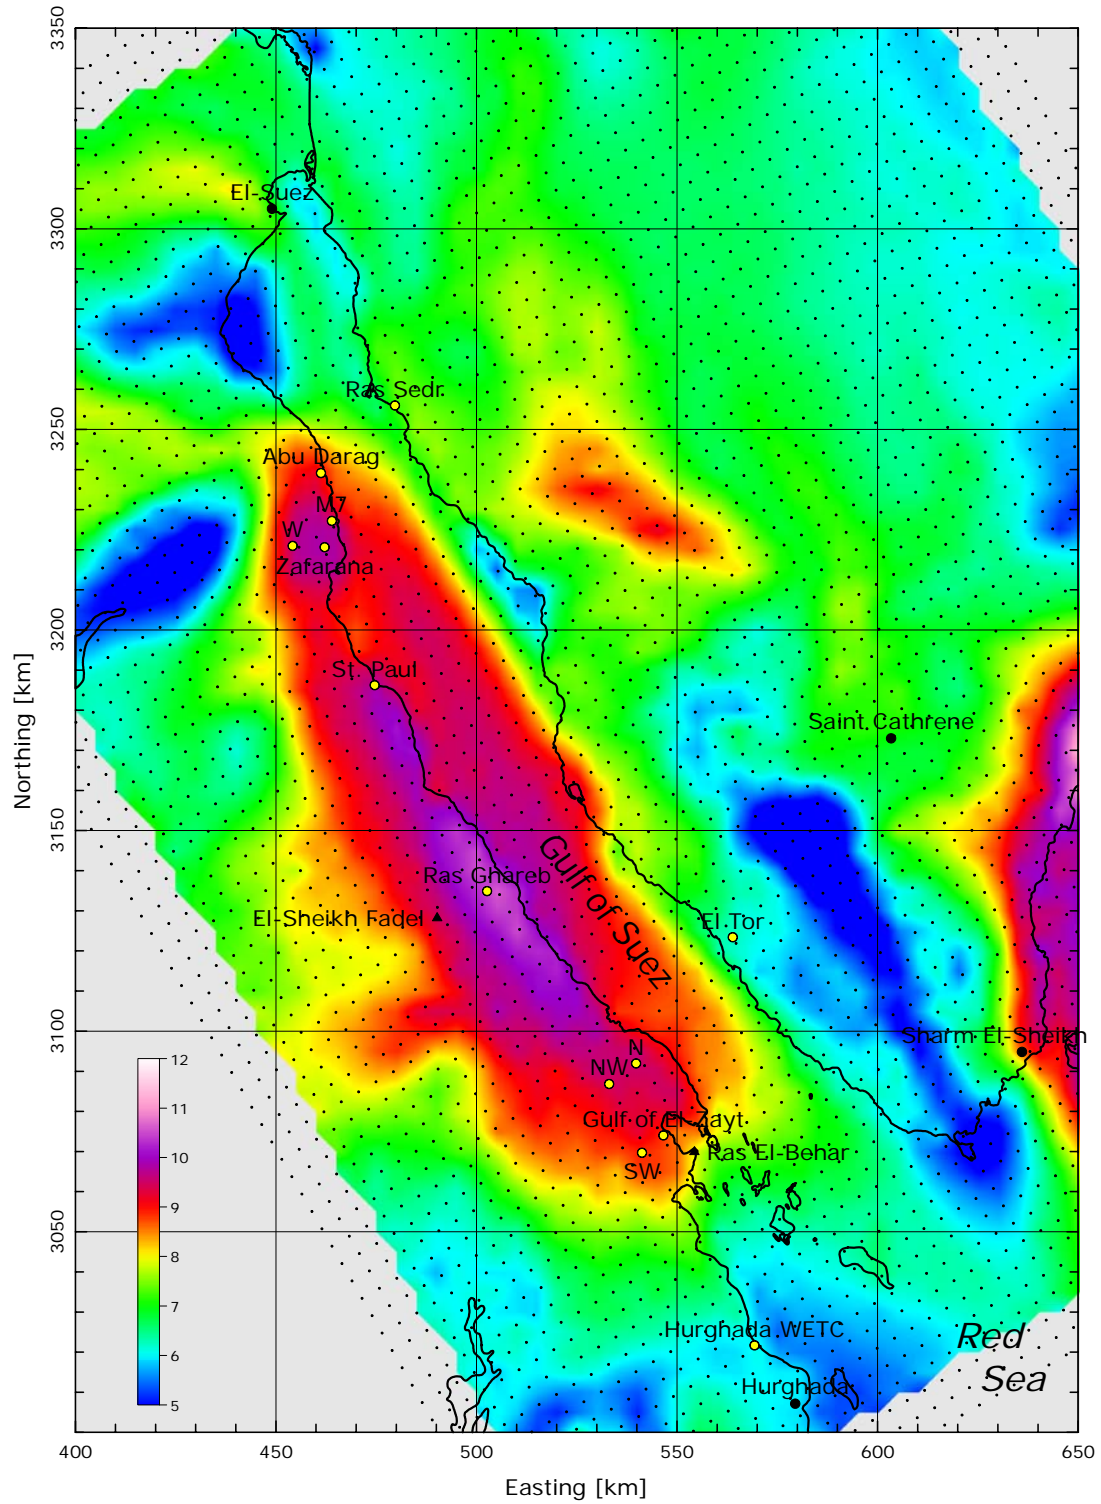 3350
El-Suez
3300
Ras Sedr
3250
Abu Darag
M7
W
Zafarana
3200
Northing [km]
St. Paul
Saint Cathrene
3150
Gulf of Suez
Ras Ghareb
El-Sheikh Fadel
El Tor
3100
Sharm El-Sheikh
N
NW
Gulf of El-Zayt
Ras El-Behar
SW
12
11
10
9
8
7
6
5
3050
Hurghada WETC
Red
Sea
Hurghada
400 450 500 550 600 650
Easting [km]